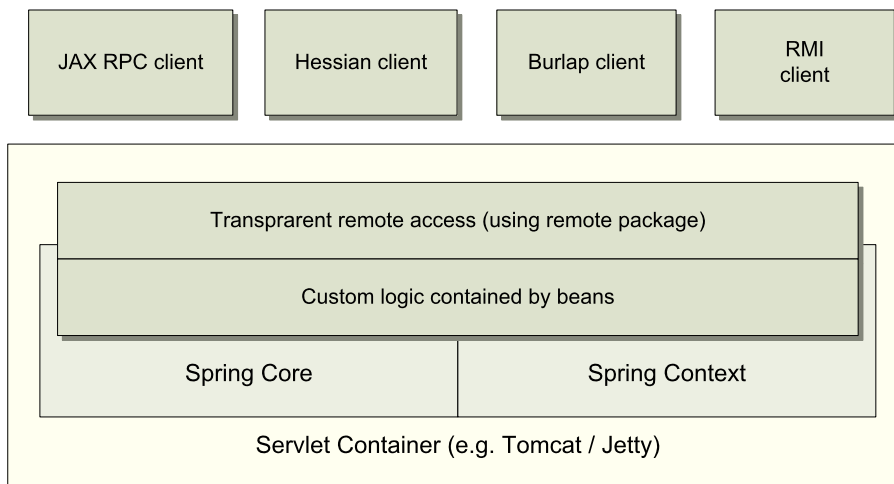 JAX RPC client
Hessian client
Burlap client
RMI
client
Transprarent remote access (using remote package)
Custom logic contained by beans
Spring Core
Spring Context
Servlet Container (e.g. Tomcat / Jetty)